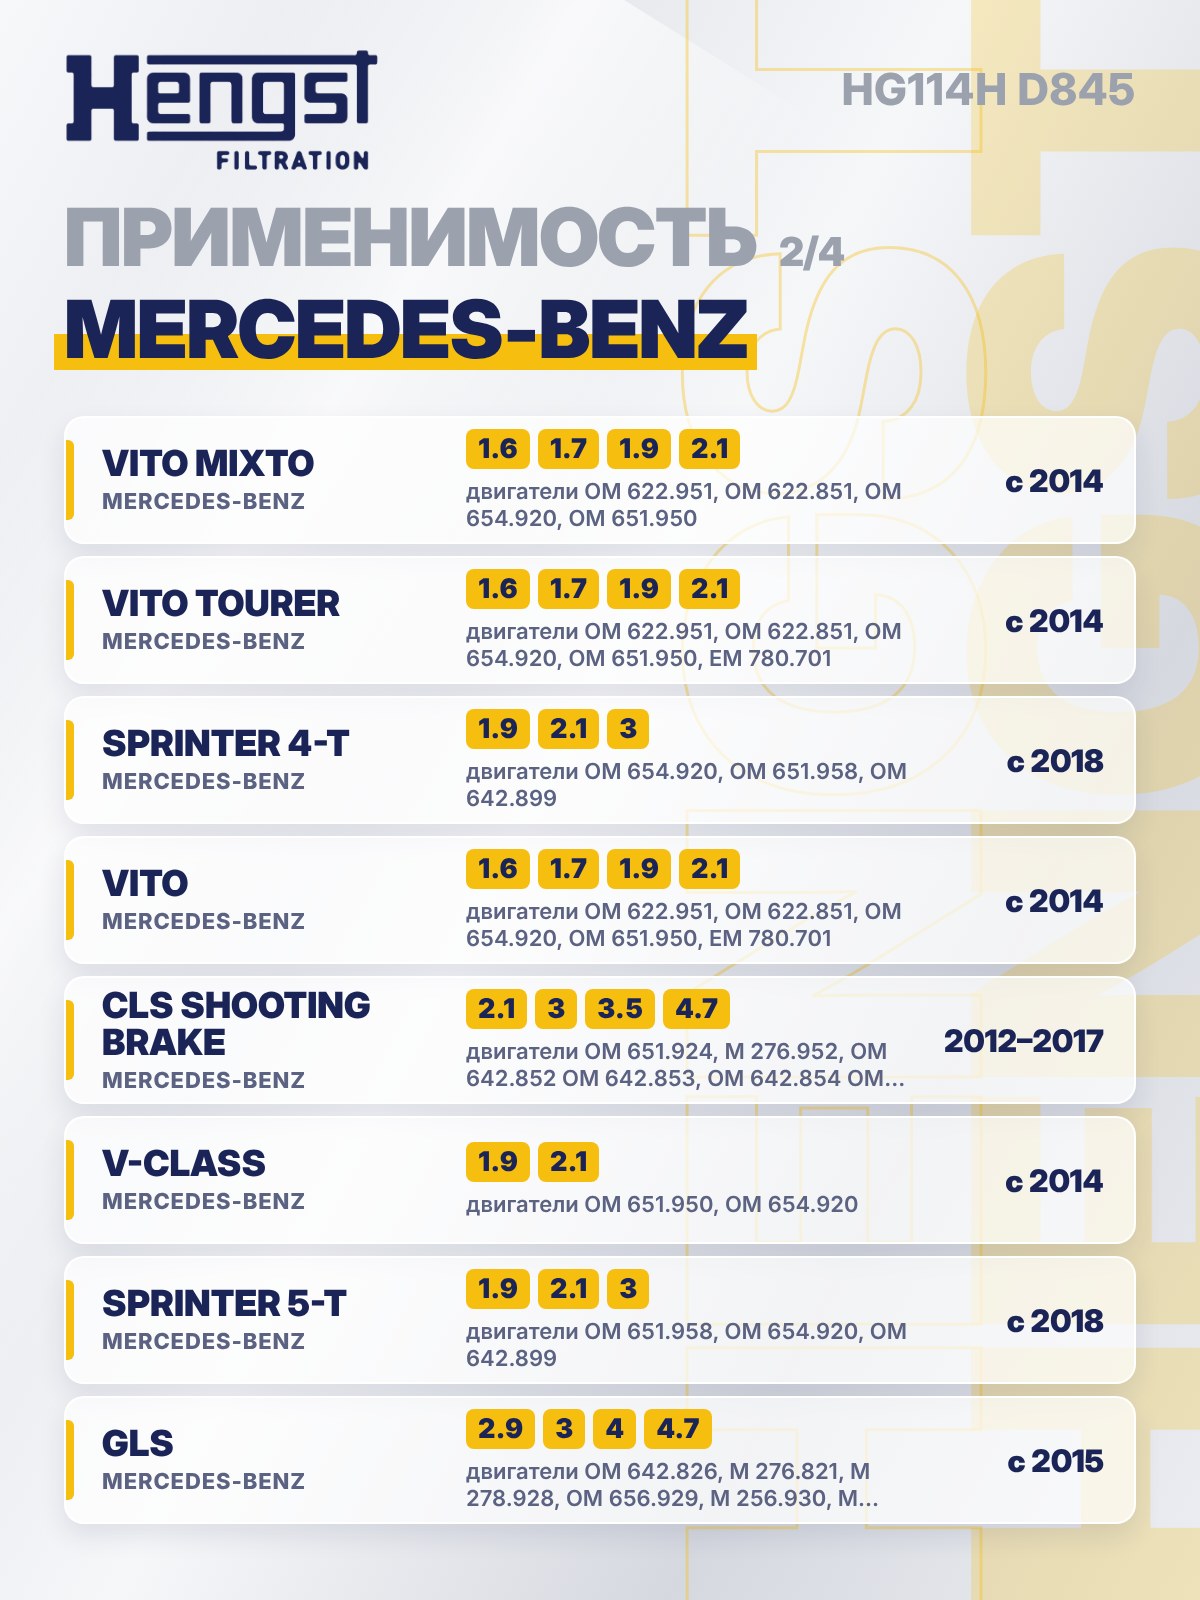 Hengst
FILTRATION
HG114H D845
ПРИМЕНИМОСТЬ 2/4
MERCEDES-BENZ
VITO MIXTO
MERCEDES-BENZ
1.6 1.7 1.9 2.1
двигатели OM 622.951, OM 622.851, OM
654.920, OM 651.950
с 2014
VITO TOURER
MERCEDES-BENZ
1.6 1.7 1.9 2.1
двигатели OM 622.951, OM 622.851, OM
654.920, OM 651.950, EM 780.701
с 2014
SPRINTER 4-T
MERCEDES-BENZ
1.9 2.1 3
двигатели OM 654.920, OM 651.958, OM
642.899
с 2018
VITO
MERCEDES-BENZ
1.6 1.7 1.9 2.1
двигатели OM 622.951, OM 622.851, OM
654.920, OM 651.950, EM 780.701
с 2014
CLS SHOOTING
BRAKE
MERCEDES-BENZ
2.1 3 3.5 4.7
двигатели OM 651.924, M 276.952, OM
642.852 OM 642.853, OM 642.854 OM...
2012–2017
V-CLASS
MERCEDES-BENZ
1.9 2.1
двигатели OM 651.950, OM 654.920
с 2014
SPRINTER 5-T
MERCEDES-BENZ
1.9 2.1 3
двигатели OM 651.958, OM 654.920, OM
642.899
с 2018
GLS
MERCEDES-BENZ
2.9 3 4 4.7
двигатели OM 642.826, M 276.821, M
278.928, OM 656.929, M 256.930, M...
с 2015
HENGST
HENGST